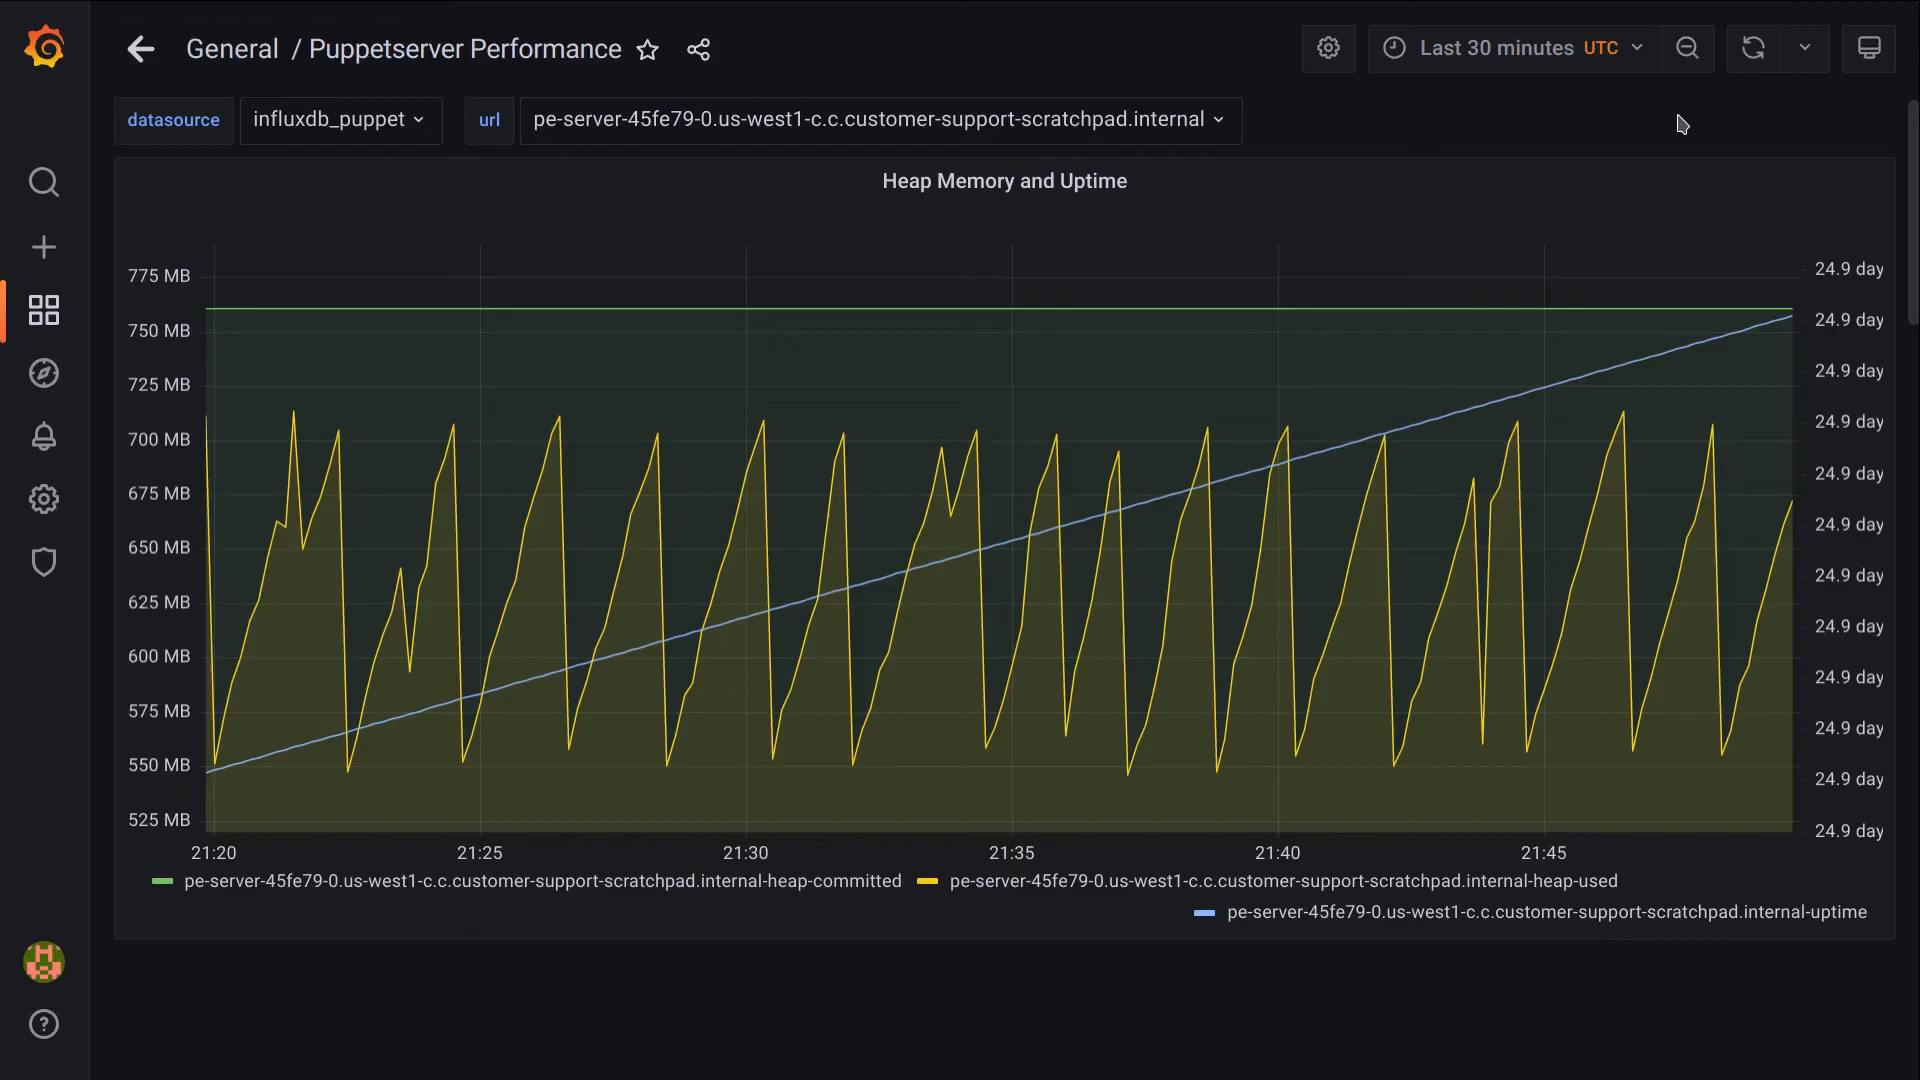 General / Puppetserver Performance
Last 30 minutes UTC
datasource influxdb_puppet url pe-server-45fe79-0.us-west1-c.c.customer-support-scratchpad.internal
Heap Memory and Uptime
775 MB 24.9 day
750 MB 24.9 day
725 MB 24.9 day
700 MB 24.9 day
675 MB 24.9 day
650 MB 24.9 day
625 MB 24.9 day
600 MB 24.9 day
575 MB 24.9 day
550 MB 24.9 day
525 MB 24.9 day
24.9 day
21:20 21:25 21:30 21:35 21:40 21:45
pe-server-45fe79-0.us-west1-c.c.customer-support-scratchpad.internal-heap-committed pe-server-45fe79-0.us-west1-c.c.customer-support-scratchpad.internal-heap-used
pe-server-45fe79-0.us-west1-c.c.customer-support-scratchpad.internal-uptime